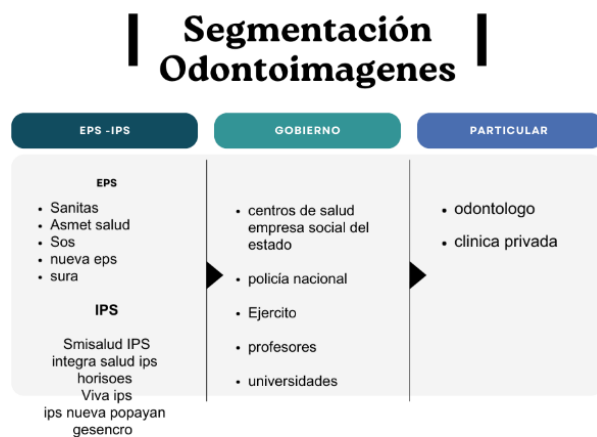 Segmentación
Odontoimagenes
EPS -IPS
GOBIERNO
PARTICULAR
EPS
• Sanitas
• Asmet salud
• Sos
• nueva eps
• sura
IPS
Smisalud IPS
integra salud ips
horisoes
Viva ips
ips nueva popayan
gesencro
• centros de salud
empresa social del
estado
• policía nacional
• Ejercito
• profesores
• universidades
• odontologo
• clinica privada